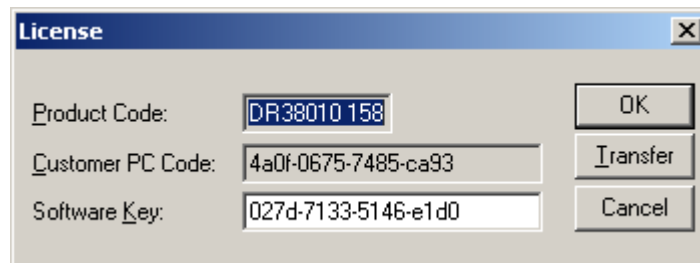 License
Product Code: DR38010 158 OK
Customer PC Code: 4a0f-0675-7485-ca93 Transfer
Software Key: 027d-7133-5146-e1d0 Cancel